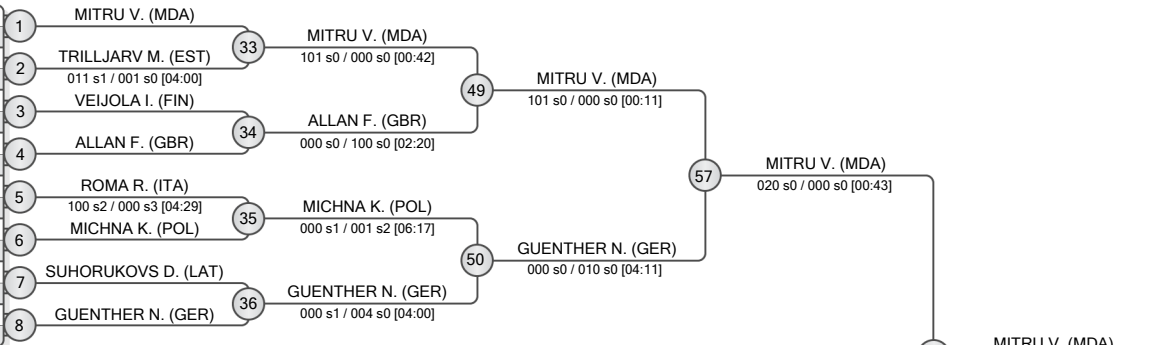 MITRU V. (MDA)
1
33
MITRU V. (MDA)
101 s0 / 000 s0 [00:42]
TRILLJARV M. (EST)
2
011 s1 / 001 s0 [04:00]
49
MITRU V. (MDA)
101 s0 / 000 s0 [00:11]
VEIJOLA I. (FIN)
3
34
ALLAN F. (GBR)
000 s0 / 100 s0 [02:20]
ALLAN F. (GBR)
4
57
MITRU V. (MDA)
020 s0 / 000 s0 [00:43]
ROMA R. (ITA)
5
100 s2 / 000 s3 [04:29]
35
MICHNA K. (POL)
000 s1 / 001 s2 [06:17]
MICHNA K. (POL)
6
50
GUENTHER N. (GER)
000 s0 / 010 s0 [04:11]
SUHORUKOVS D. (LAT)
7
36
GUENTHER N. (GER)
000 s1 / 004 s0 [04:00]
GUENTHER N. (GER)
8
MITRU V. (MDA)